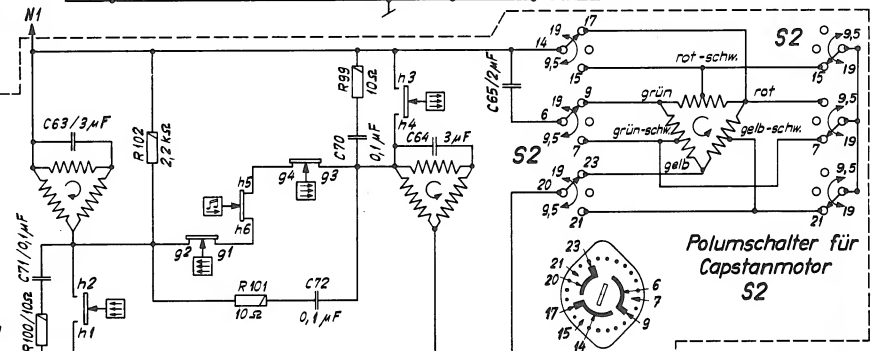 N1
17
19
14
9,5
15
S2
9,5
15
19
rot-schw.
R99
10Ω
h3
h4
C65/2µF
C63/3µF
R102
2,2 kΩ
C70
0,1 µF
C64 3µF
19
9
6
9,5
7
grün
rot
grün-schw.
gelb-schw.
gelb
9,5
7
19
S2
g4 g3
h5
h6
g2 g1
19
23
20
9,5
21
9,5
21
19
C71/0,1µF
R100/10Ω
h2
h1
R101
10Ω
C72
0,1 µF
Polumschalter für
Capstanmotor
S2
23
21
20
17
15
14
6
7
9